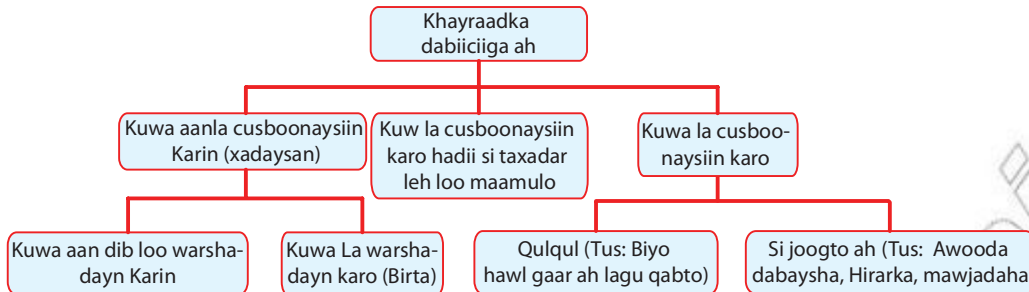 Khayraadka
dabiiciiga ah
Kuwa aanla cusboonaysiin
Karin (xadaysan)
Kuw la cusboonaysiin
karo hadii si taxadar
leh loo maamulo
Kuwa la cusboo-
naysiin karo
Kuwa aan dib loo warsha-
dayn Karin
Kuwa La warsha-
dayn karo (Birta)
Qulqul (Tus: Biyo
hawl gaar ah lagu qabto)
Si joogto ah (Tus: Awooda
dabaysha, Hirarka, mawjadaha